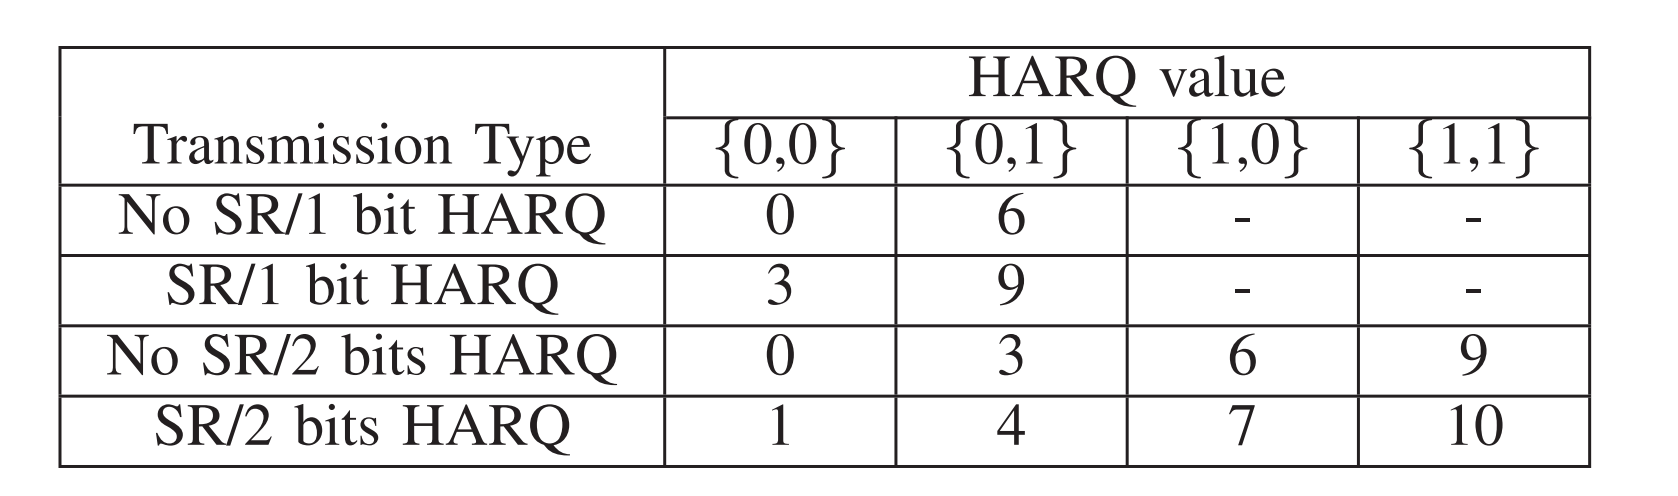 HARQ value
Transmission Type {0,0} {0,1} {1,0} {1,1}
No SR/1 bit HARQ 0 6 - -
SR/1 bit HARQ 3 9 - -
No SR/2 bits HARQ 0 3 6 9
SR/2 bits HARQ 1 4 7 10